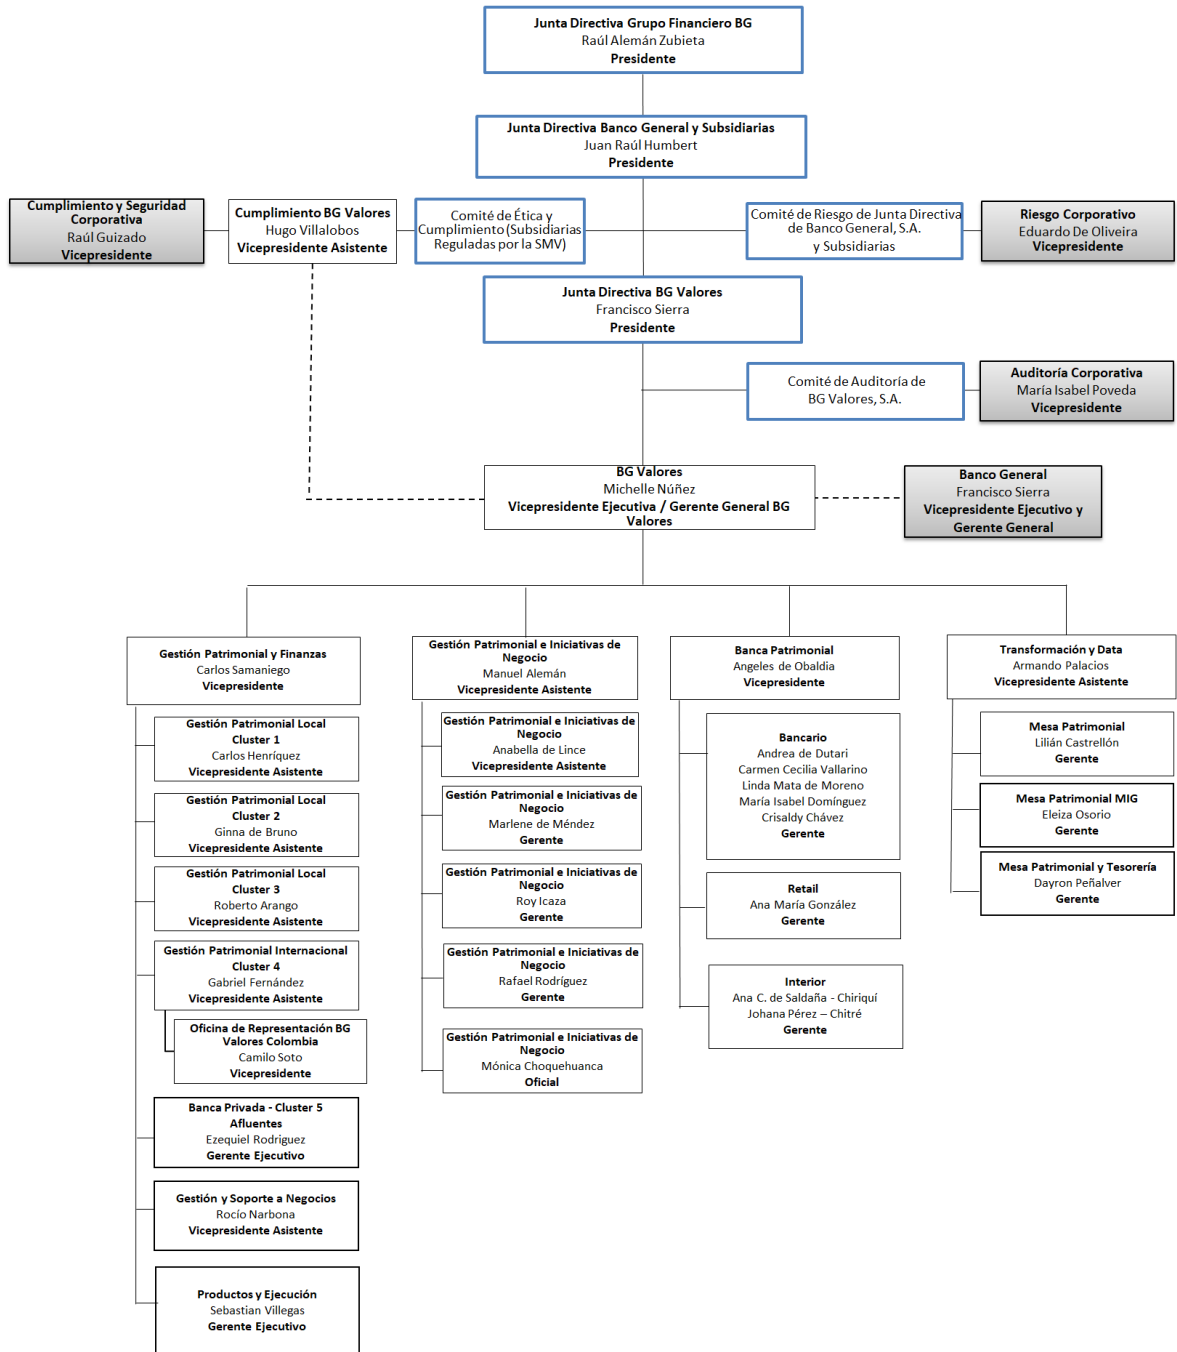 Junta Directiva Grupo Financiero BG
Raúl Alemán Zubieta
Presidente
Junta Directiva Banco General y Subsidiarias
Juan Raúl Humbert
Presidente
Cumplimiento y Seguridad
Corporativa
Raúl Guizado
Vicepresidente
Cumplimiento BG Valores
Hugo Villalobos
Vicepresidente Asistente
Comité de Ética y
Cumplimiento (Subsidiarias
Reguladas por la SMV)
Comité de Riesgo de Junta Directiva
de Banco General, S.A.
y Subsidiarias
Riesgo Corporativo
Eduardo De Oliveira
Vicepresidente
Junta Directiva BG Valores
Francisco Sierra
Presidente
Comité de Auditoría de
BG Valores, S.A.
Auditoría Corporativa
María Isabel Poveda
Vicepresidente
BG Valores
Michelle Núñez
Vicepresidente Ejecutiva / Gerente General BG
Valores
Banco General
Francisco Sierra
Vicepresidente Ejecutivo y
Gerente General
Gestión Patrimonial y Finanzas
Carlos Samaniego
Vicepresidente
Gestión Patrimonial Local
Cluster 1
Carlos Henríquez
Vicepresidente Asistente
Gestión Patrimonial Local
Cluster 2
Ginna de Bruno
Vicepresidente Asistente
Gestión Patrimonial Local
Cluster 3
Roberto Arango
Vicepresidente Asistente
Gestión Patrimonial Internacional
Cluster 4
Gabriel Fernández
Vicepresidente Asistente
Oficina de Representación BG
Valores Colombia
Camilo Soto
Vicepresidente
Banca Privada - Cluster 5
Afluentes
Ezequiel Rodriguez
Gerente Ejecutivo
Gestión y Soporte a Negocios
Rocío Narbona
Vicepresidente Asistente
Productos y Ejecución
Sebastian Villegas
Gerente Ejecutivo
Gestión Patrimonial e Iniciativas de
Negocio
Manuel Alemán
Vicepresidente Asistente
Gestión Patrimonial e Iniciativas de
Negocio
Anabella de Lince
Vicepresidente Asistente
Gestión Patrimonial e Iniciativas de
Negocio
Marlene de Méndez
Gerente
Gestión Patrimonial e Iniciativas de
Negocio
Roy Icaza
Gerente
Gestión Patrimonial e Iniciativas de
Negocio
Rafael Rodríguez
Gerente
Gestión Patrimonial e Iniciativas de
Negocio
Mónica Choquehuanca
Oficial
Banca Patrimonial
Angeles de Obaldia
Vicepresidente
Bancario
Andrea de Dutari
Carmen Cecilia Vallarino
Linda Mata de Moreno
María Isabel Domínguez
Crisaldy Chávez
Gerente
Retail
Ana María González
Gerente
Interior
Ana C. de Saldaña - Chiriquí
Johana Pérez – Chitré
Gerente
Transformación y Data
Armando Palacios
Vicepresidente Asistente
Mesa Patrimonial
Lilián Castrellón
Gerente
Mesa Patrimonial MIG
Eleiza Osorio
Gerente
Mesa Patrimonial y Tesorería
Dayron Peñalver
Gerente